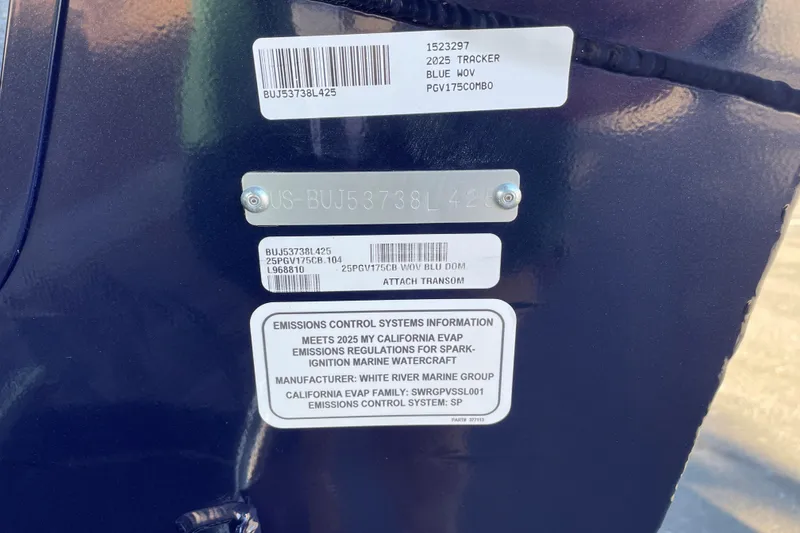 1523297
2025 TRACKER
BLUE WOV
PGV175COMBO
BUJ53738L425
US-BUJ53738L425
BUJ53738L425
25PGV175CB.104
L968810
25PGV175CB WOV BLU DOM
ATTACH TRANSOM
EMISSIONS CONTROL SYSTEMS INFORMATION
MEETS 2025 MY CALIFORNIA EVAP
EMISSIONS REGULATIONS FOR SPARK-
IGNITION MARINE WATERCRAFT
MANUFACTURER: WHITE RIVER MARINE GROUP
CALIFORNIA EVAP FAMILY: SWRGPVSSL001
EMISSIONS CONTROL SYSTEM: SP
PART#